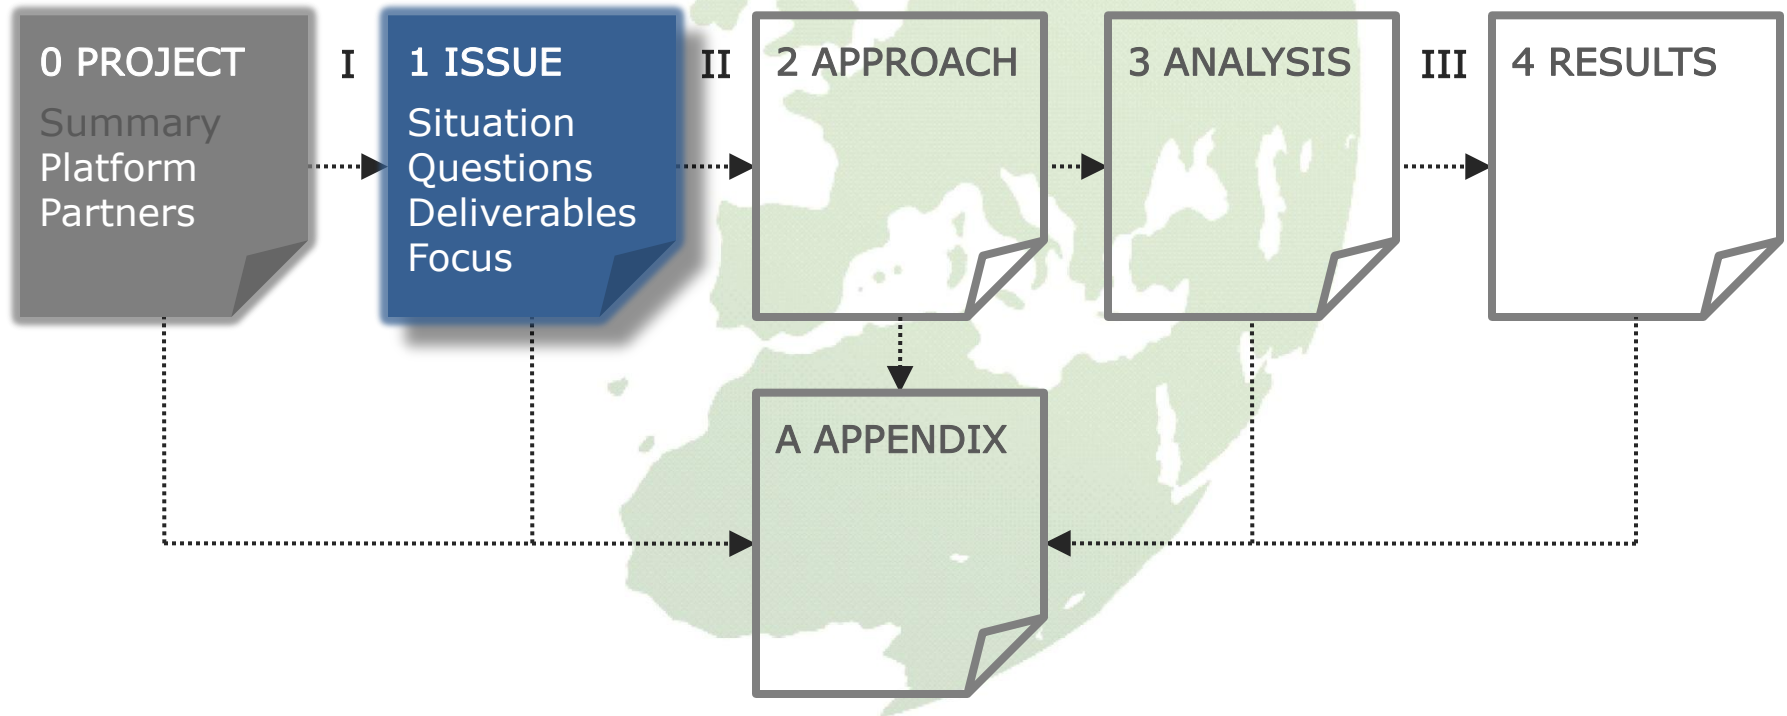 0 PROJECT
Summary
Platform
Partners
I
1 ISSUE
Situation
Questions
Deliverables
Focus
II
2 APPROACH
3 ANALYSIS
III
4 RESULTS
A APPENDIX